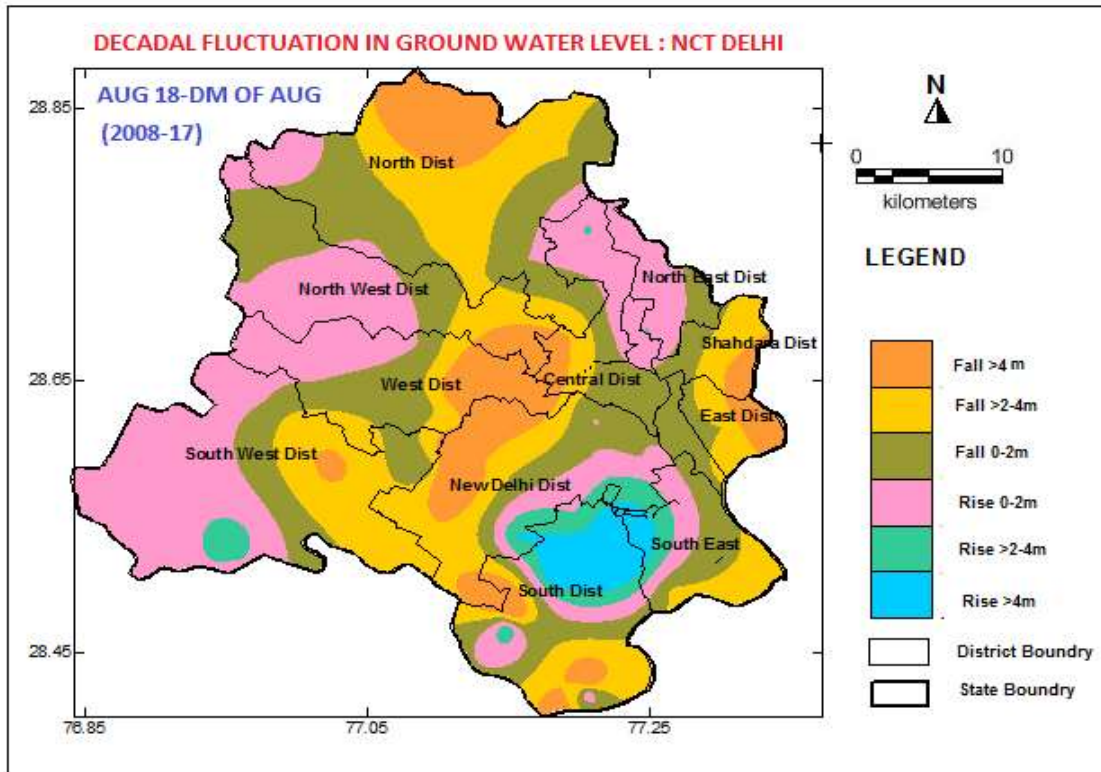 DECADAL FLUCTUATION IN GROUND WATER LEVEL : NCT DELHI
AUG 18-DM OF AUG
(2008-17)
N
0 10
kilometers
LEGEND
Fall >4m
Fall >2-4m
Fall 0-2m
Rise 0-2m
Rise >2-4m
Rise >4m
District Boundry
State Boundry
28.85
28.65
28.45
76.85
77.05
77.25
North Dist
North East Dist
North West Dist
Shahdara Dist
West Dist
Central Dist
East Dist
South West Dist
New Delhi Dist
South East
South Dist